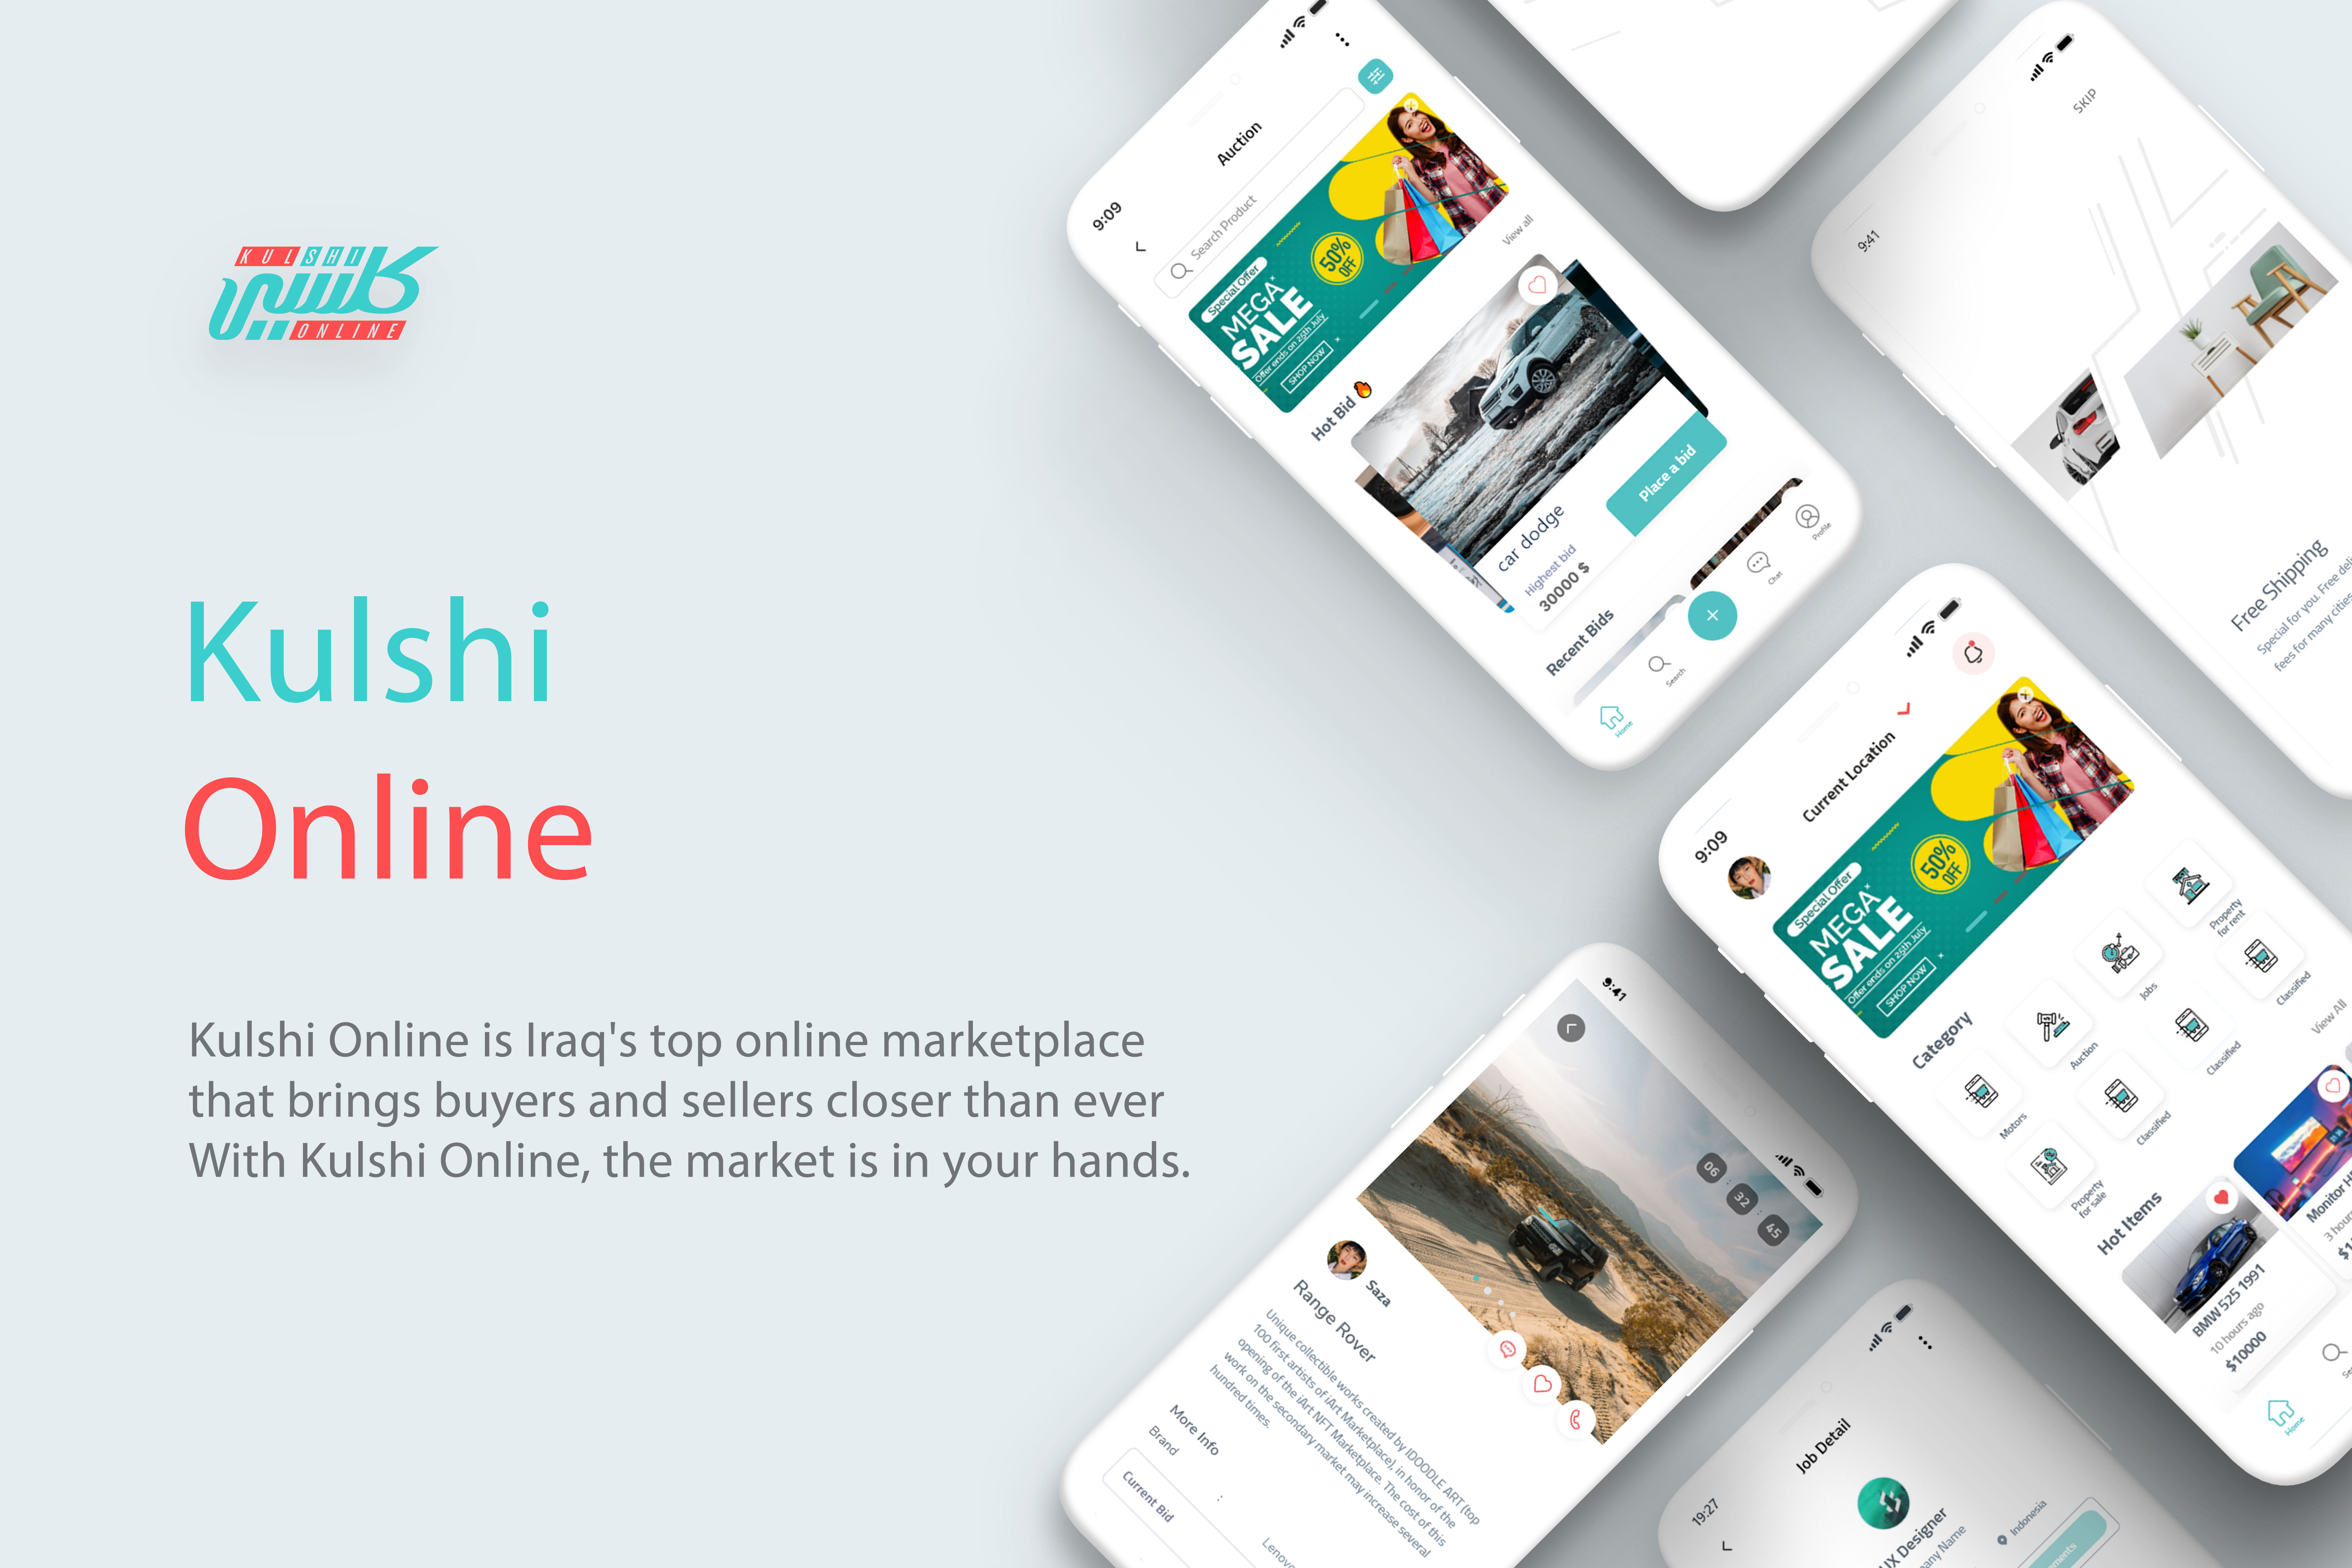 KULSHI
كلشي
ONLINE
Kulshi
Online
Kulshi Online is Iraq's top online marketplace
that brings buyers and sellers closer than ever
With Kulshi Online, the market is in your hands.
9:09
Auction
Search Product
Special Offer
MEGA
SALE
Offer ends on 25th July
SHOP NOW
50%
OFF
Hot Bid
View all
car dodge
Highest bid
30000 $
Place a bid
Recent Bids
Home
Search
Chat
Profile
9:41
SKIP
Free Shipping
Special for you. Free
fees for many cities
9:09
Current Location
Special Offer
MEGA
SALE
Offer ends on 25th July
SHOP NOW
50%
OFF
Category
Motors
Auction
Jobs
Property
for rent
Property
for sale
Classified
Classified
Classified
Hot Items
View All
BMW 525 1991
10 hours ago
$10000
Monitor
Home
9:41
06 : 32 : 45
Saza
Range Rover
Unique collectible works created by IDOODLE ART (top
100 first artists of iArt Marketplace), in honor of the
opening of the iArt NFT Marketplace. The cost of this
work on the secondary market may increase several
hundred times.
More Info
Brand
:
Current Bid
19:27
Job Detail
UX Designer
Name
Indonesia